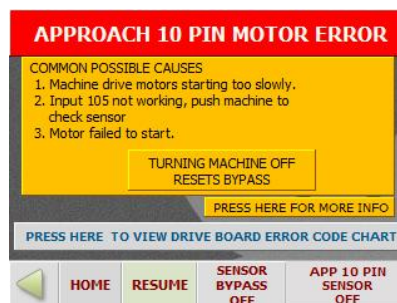 APPROACH 10 PIN MOTOR ERROR
COMMON POSSIBLE CAUSES
1. Machine drive motors starting too slowly.
2. Input 105 not working, push machine to
check sensor
3. Motor failed to start.
TURNING MACHINE OFF
RESETS BYPASS
PRESS HERE FOR MORE INFO
PRESS HERE TO VIEW DRIVE BOARD ERROR CODE CHART
HOME
RESUME
SENSOR
BYPASS
OFF
APP 10 PIN
SENSOR
OFF